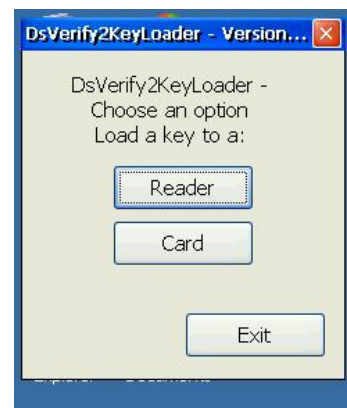 DsVerify2KeyLoader - Version...
DsVerify2KeyLoader -
Choose an option
Load a key to a:
Reader
Card
Exit